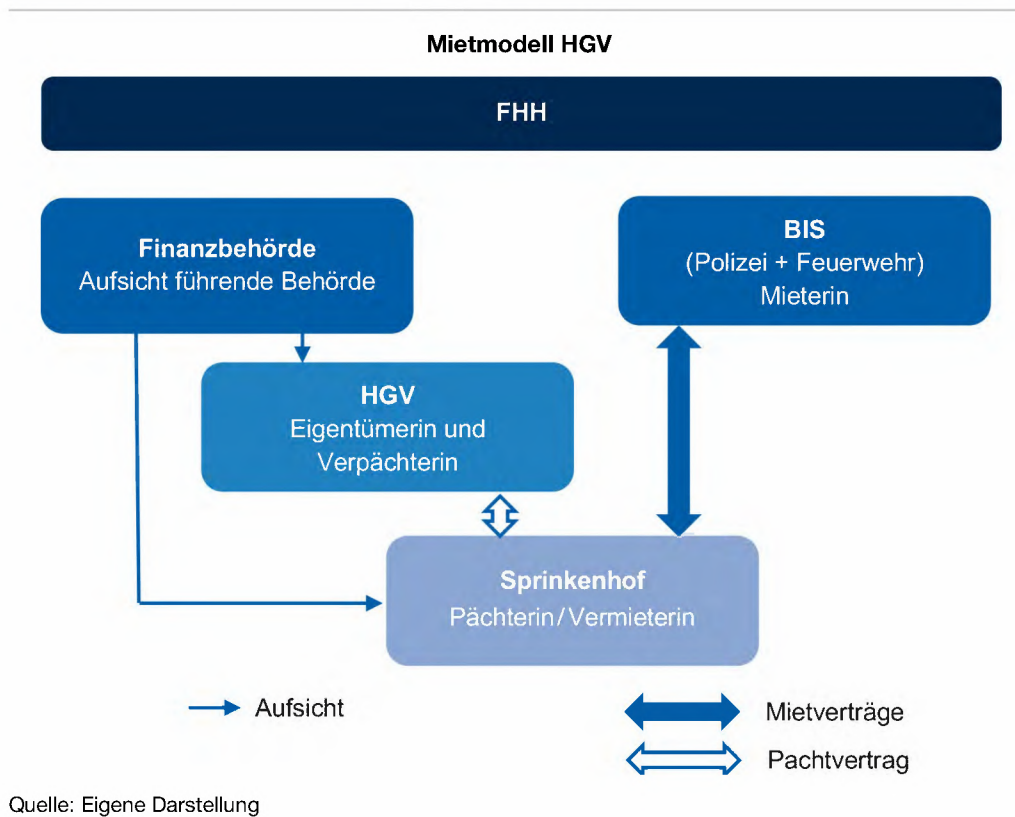 Mietmodell HGV
FHH
Finanzbehörde
Aufsicht führende Behörde
BIS
(Polizei + Feuerwehr)
Mieterin
HGV
Eigentümerin und
Verpächterin
Sprinkenhof
Pächterin/Vermieterin
Aufsicht
Mietverträge
Pachtvertrag
Quelle: Eigene Darstellung